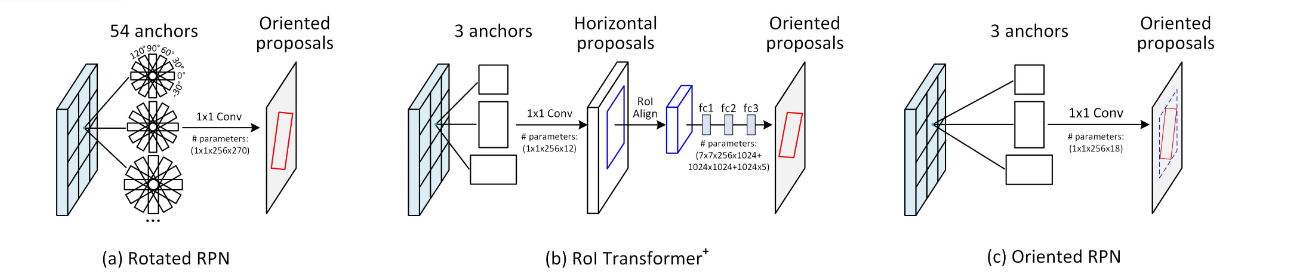 54 anchors
Oriented
proposals
120° 90° 60° 30° 0° -30°
1x1 Conv
# parameters:
(1x1x256x270)
...
(a) Rotated RPN
3 anchors
Horizontal
proposals
Oriented
proposals
1x1 Conv
# parameters:
(1x1x256x12)
RoI
Align
fc1 fc2 fc3
# parameters:
(7x7x256x1024+
1024x1024+1024x5)
(b) RoI Transformer+
3 anchors
Oriented
proposals
1x1 Conv
# parameters:
(1x1x256x18)
(c) Oriented RPN